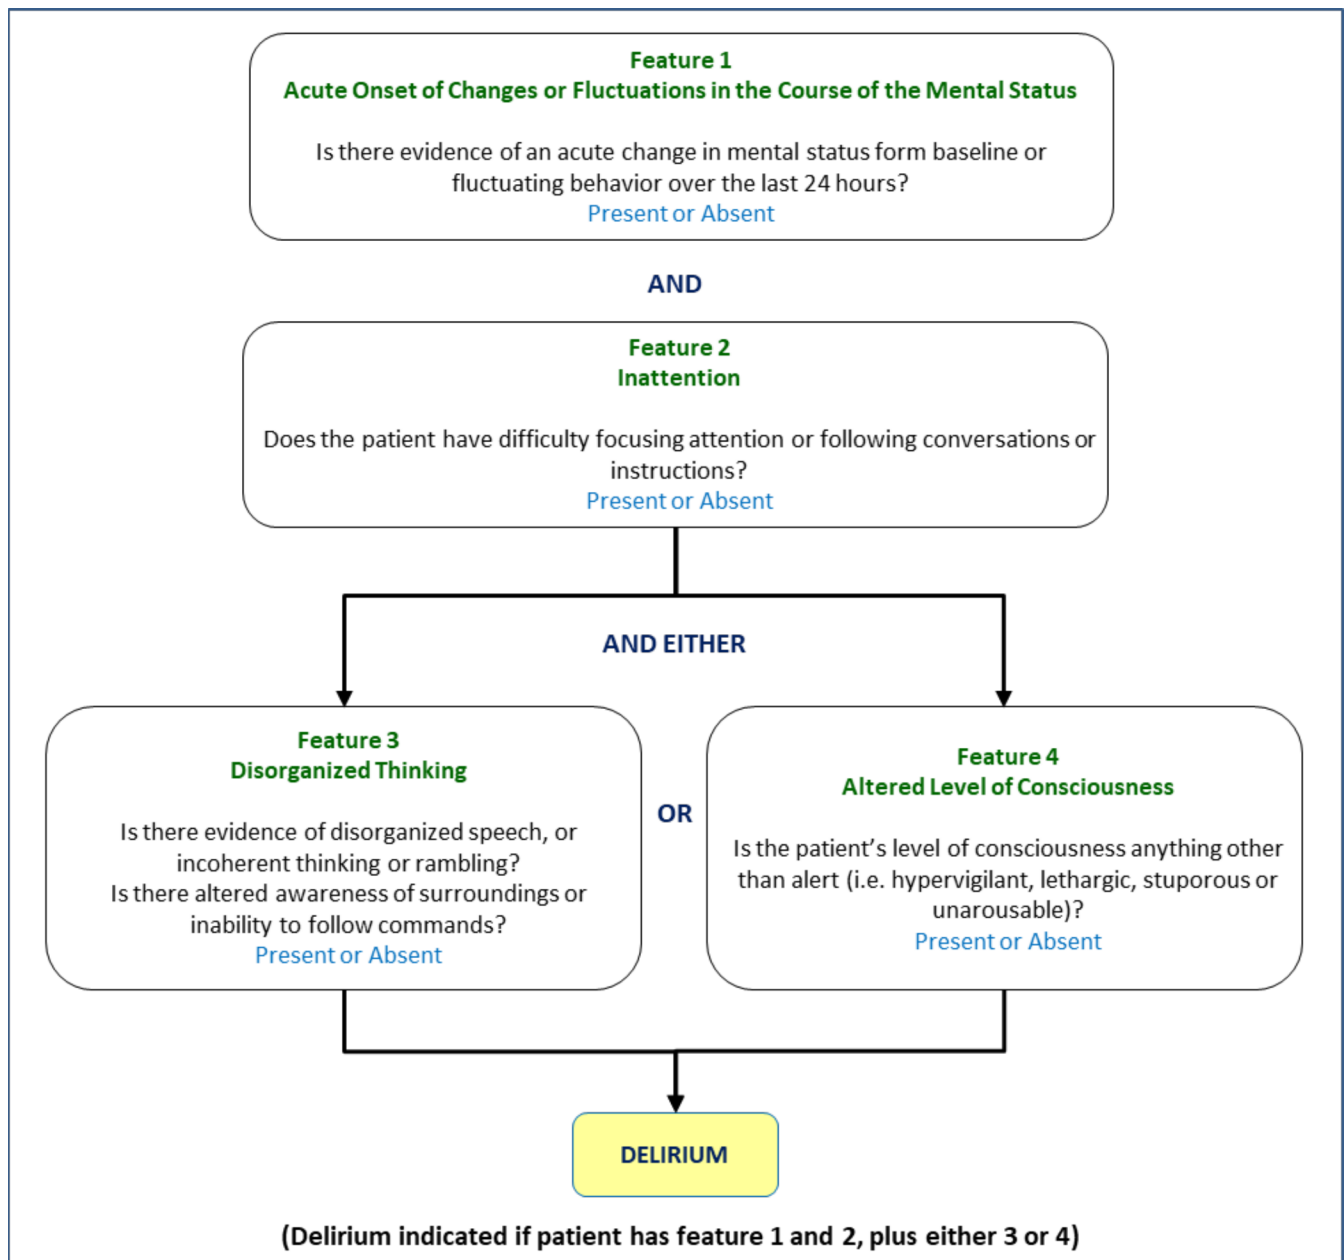 Feature 1
Acute Onset of Changes or Fluctuations in the Course of the Mental Status
Is there evidence of an acute change in mental status form baseline or
fluctuating behavior over the last 24 hours?
Present or Absent
AND
Feature 2
Inattention
Does the patient have difficulty focusing attention or following conversations or
instructions?
Present or Absent
AND EITHER
Feature 3
Disorganized Thinking
Is there evidence of disorganized speech, or
incoherent thinking or rambling?
Is there altered awareness of surroundings or
inability to follow commands?
Present or Absent
OR
Feature 4
Altered Level of Consciousness
Is the patient’s level of consciousness anything other
than alert (i.e. hypervigilant, lethargic, stuporous or
unarousable)?
Present or Absent
DELIRIUM
(Delirium indicated if patient has feature 1 and 2, plus either 3 or 4)